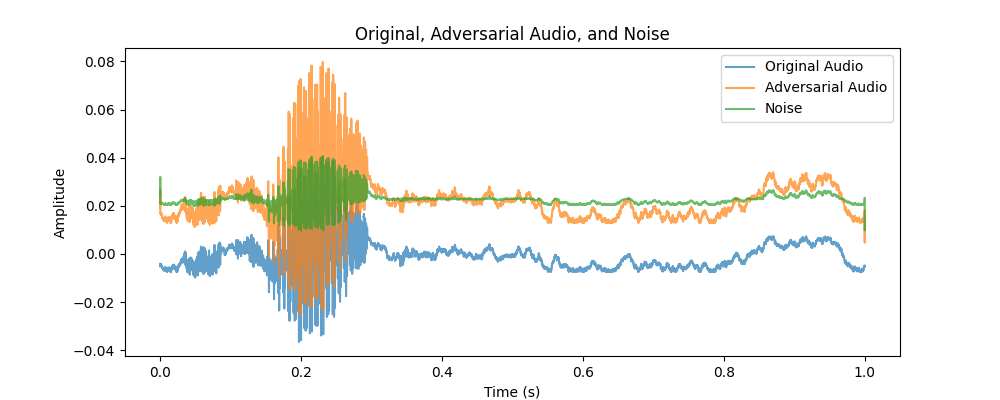 Original, Adversarial Audio, and Noise
Original Audio
Adversarial Audio
Noise
Amplitude
0.08
0.06
0.04
0.02
0.00
−0.02
−0.04
0.0 0.2 0.4 0.6 0.8 1.0
Time (s)